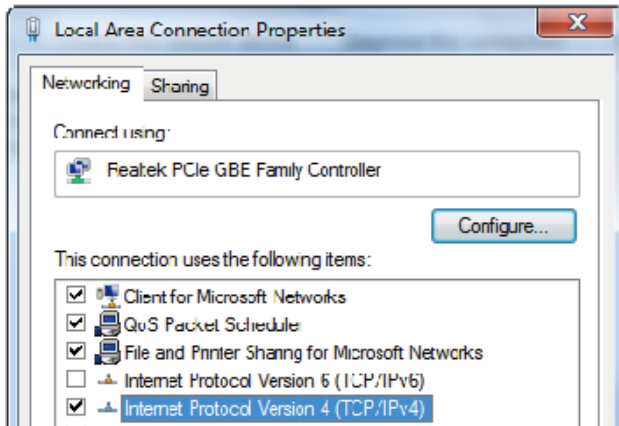 Local Area Connection Properties
Networking
Sharing
Connect using:
Realtek PCIe GBE Family Controller
Configure...
This connection uses the following items:
Client for Microsoft Networks
QoS Packet Scheduler
File and Printer Sharing for Microsoft Networks
Internet Protocol Version 6 (TCP/IPv6)
Internet Protocol Version 4 (TCP/IPv4)